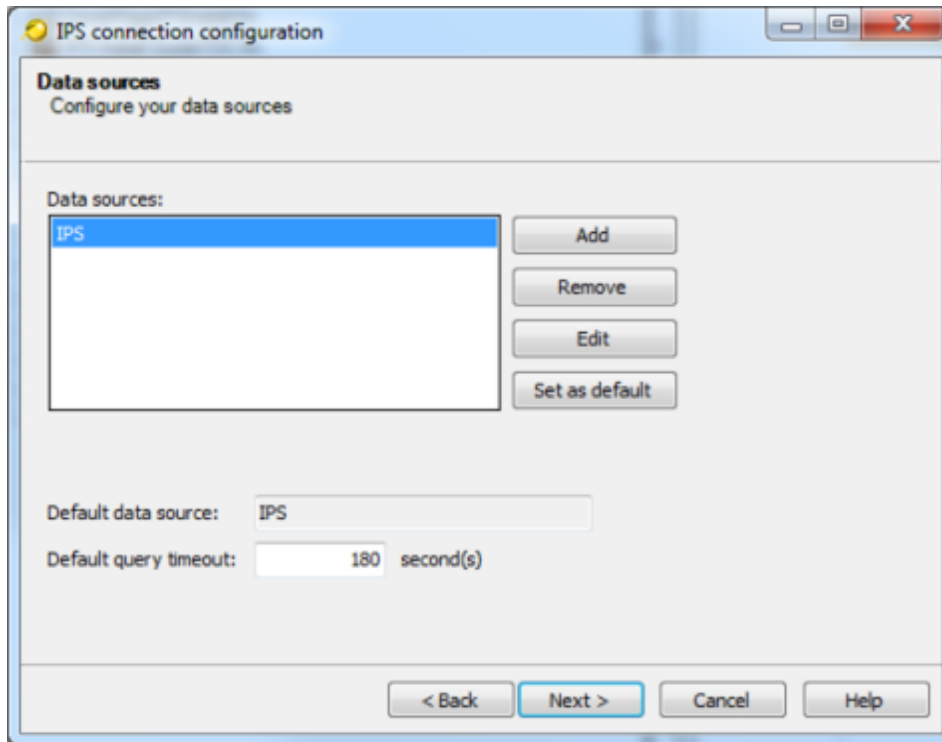 IPS connection configuration
Data sources
Configure your data sources
Data sources:
IPS
Add
Remove
Edit
Set as default
Default data source: IPS
Default query timeout: 180 second(s)
< Back Next > Cancel Help